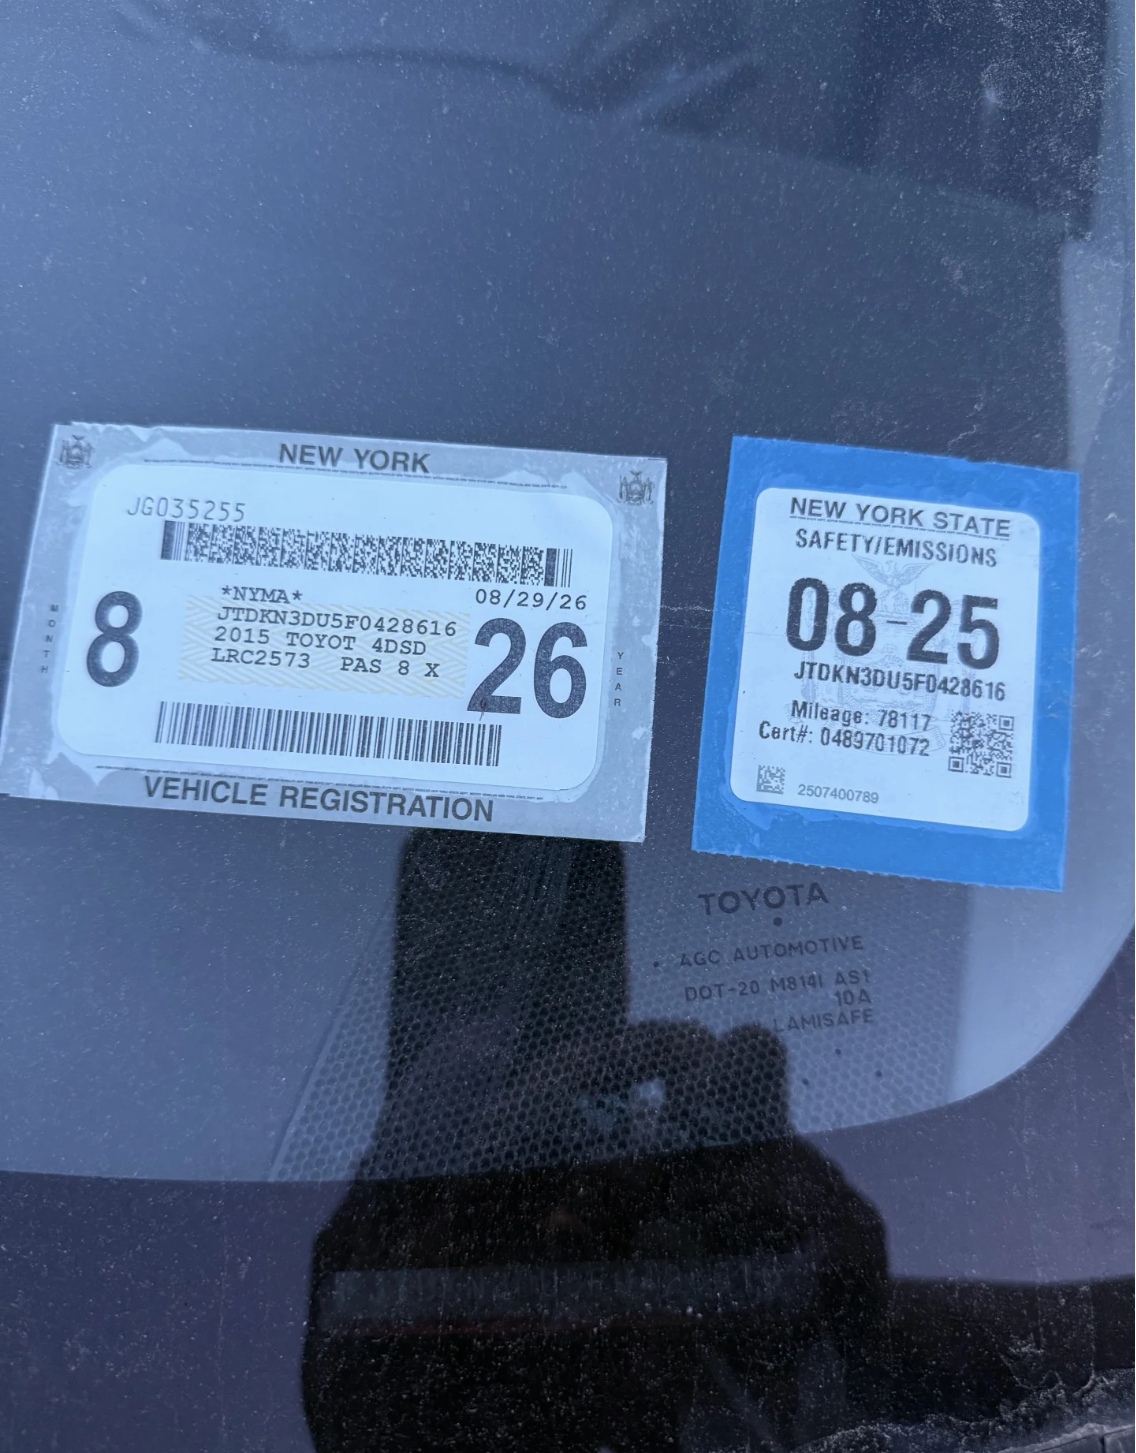 NEW YORK
JG035255
*NYMA*
08/29/26
MONTH
8
JTDKN3DU5F0428616
2015 TOYOT 4DSD
LRC2573 PAS 8 X
26
YEAR
VEHICLE REGISTRATION
NEW YORK STATE
SAFETY/EMISSIONS
08-25
JTDKN3DU5F0428616
Mileage: 78117
Cert#: 0489701072
2507400789
TOYOTA
AGC AUTOMOTIVE
DOT-20 M814I AS1
10A
LAMISAFE